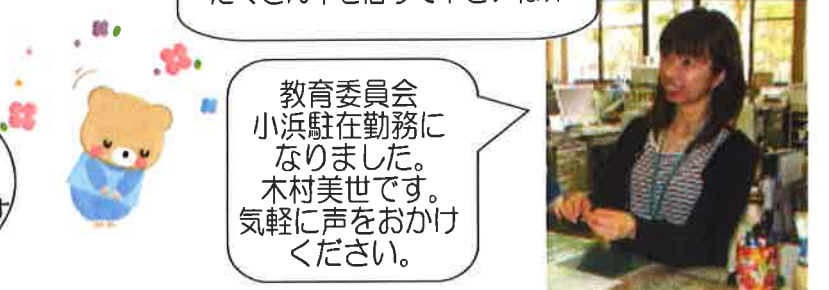 教育委員会
小浜駐在勤務に
なりました。
木村美世です。
気軽に声をおかけ
ください。